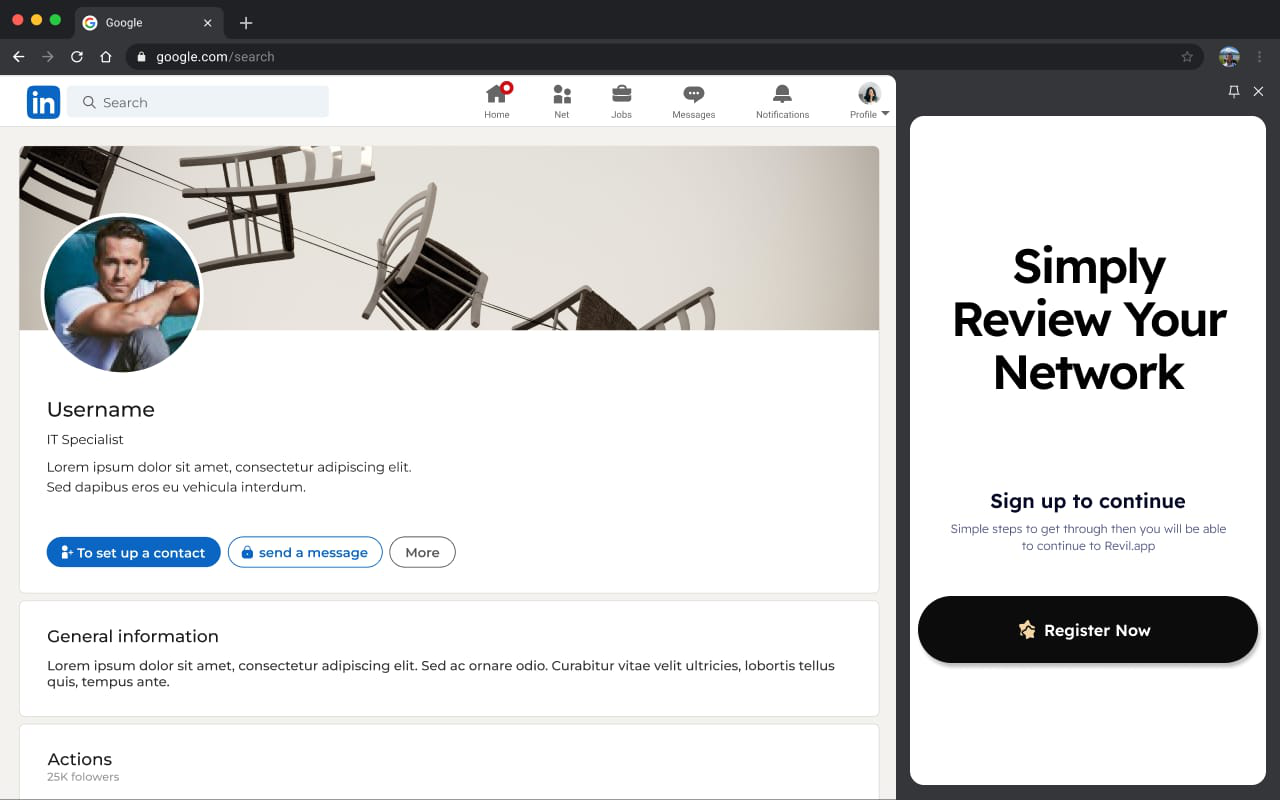 Google
google.com/search
in
Search
Home
Net
Jobs
Messages
Notifications
Profile
Username
IT Specialist
Lorem ipsum dolor sit amet, consectetur adipiscing elit.
Sed dapibus eros eu vehicula interdum.
To set up a contact
send a message
More
General information
Lorem ipsum dolor sit amet, consectetur adipiscing elit. Sed ac ornare odio. Curabitur vitae velit ultricies, lobortis tellus
quis, tempus ante.
Actions
25K folowers
Simply
Review Your
Network
Sign up to continue
Simple steps to get through then you will be able
to continue to Revil.app
Register Now